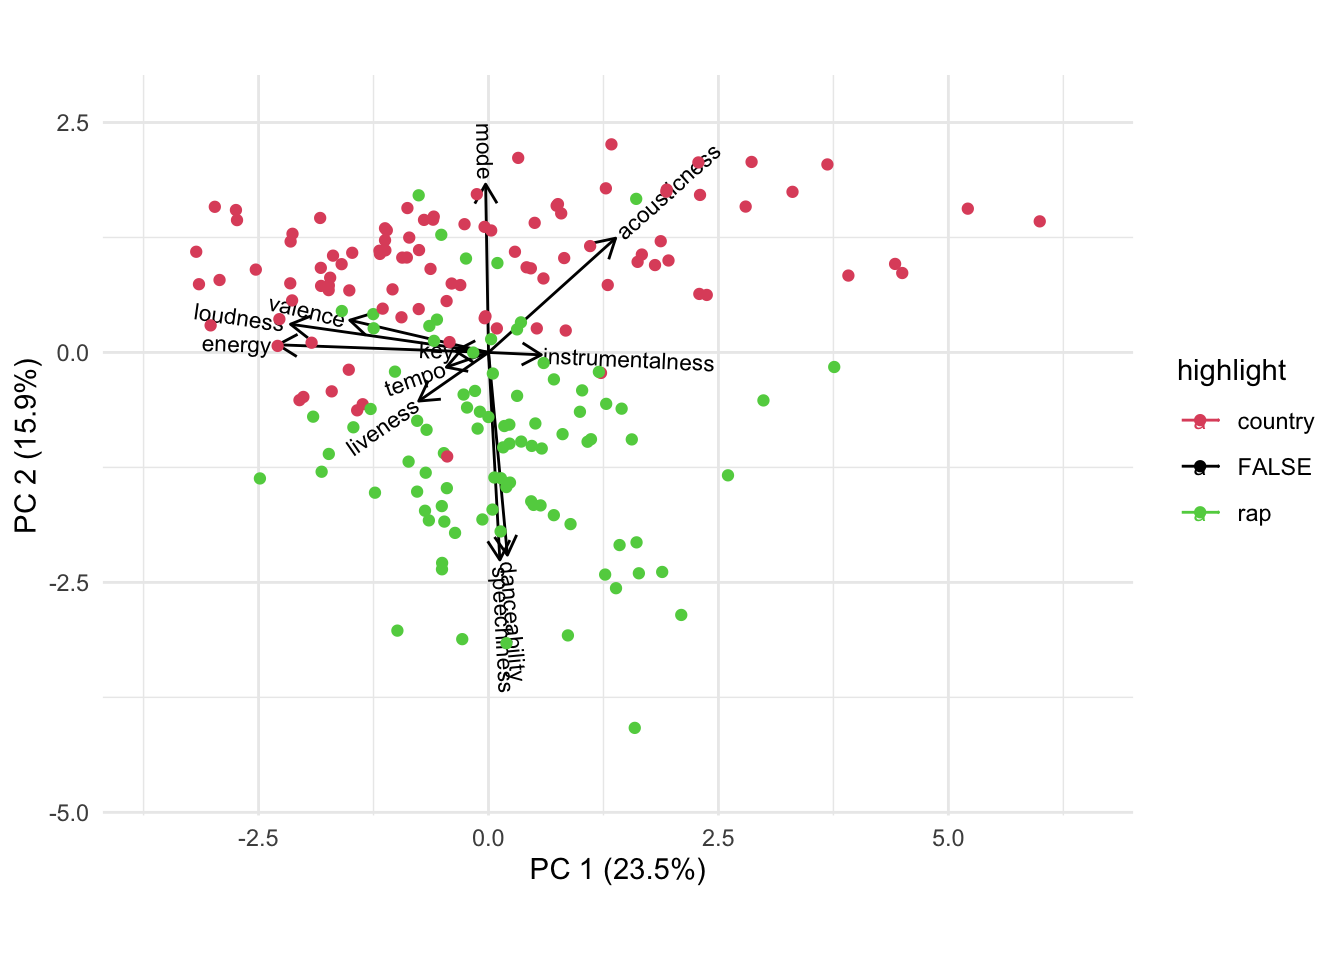 2.5
0.0
-2.5
-5.0
PC 2 (15.9%)
mode
acousticness
valence
loudness
energy
key
tempo
liveness
instrumentalness
danceability
speechiness
-2.5
0.0
2.5
5.0
PC 1 (23.5%)
highlight
a country
a FALSE
a rap